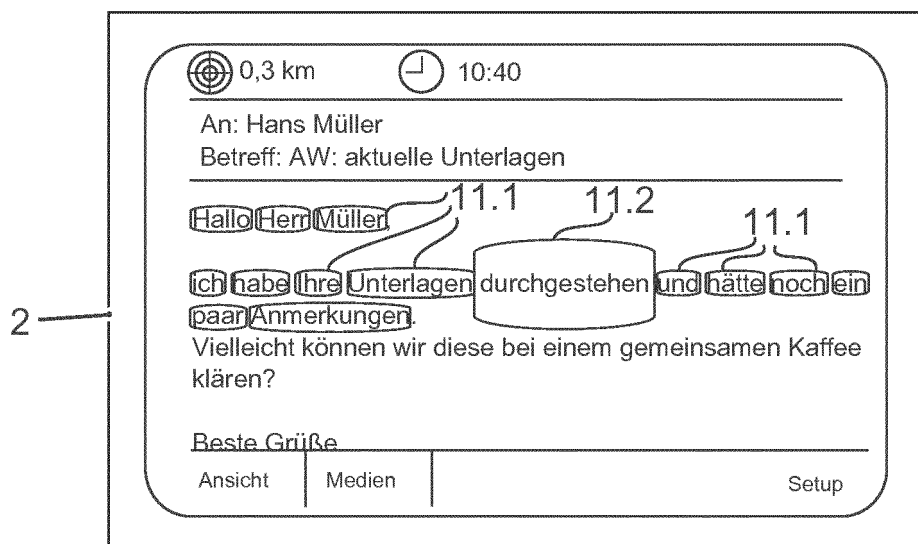 0,3 km 10:40
An: Hans Müller
Betreff: AW: aktuelle Unterlagen
11.1 11.2 11.1
Hallo Herr Müller,
ich habe Ihre Unterlagen durchgestehen und hätte noch ein
paar Anmerkungen.
2
Vielleicht können wir diese bei einem gemeinsamen Kaffee
klären?
Beste Grüße
Ansicht Medien Setup